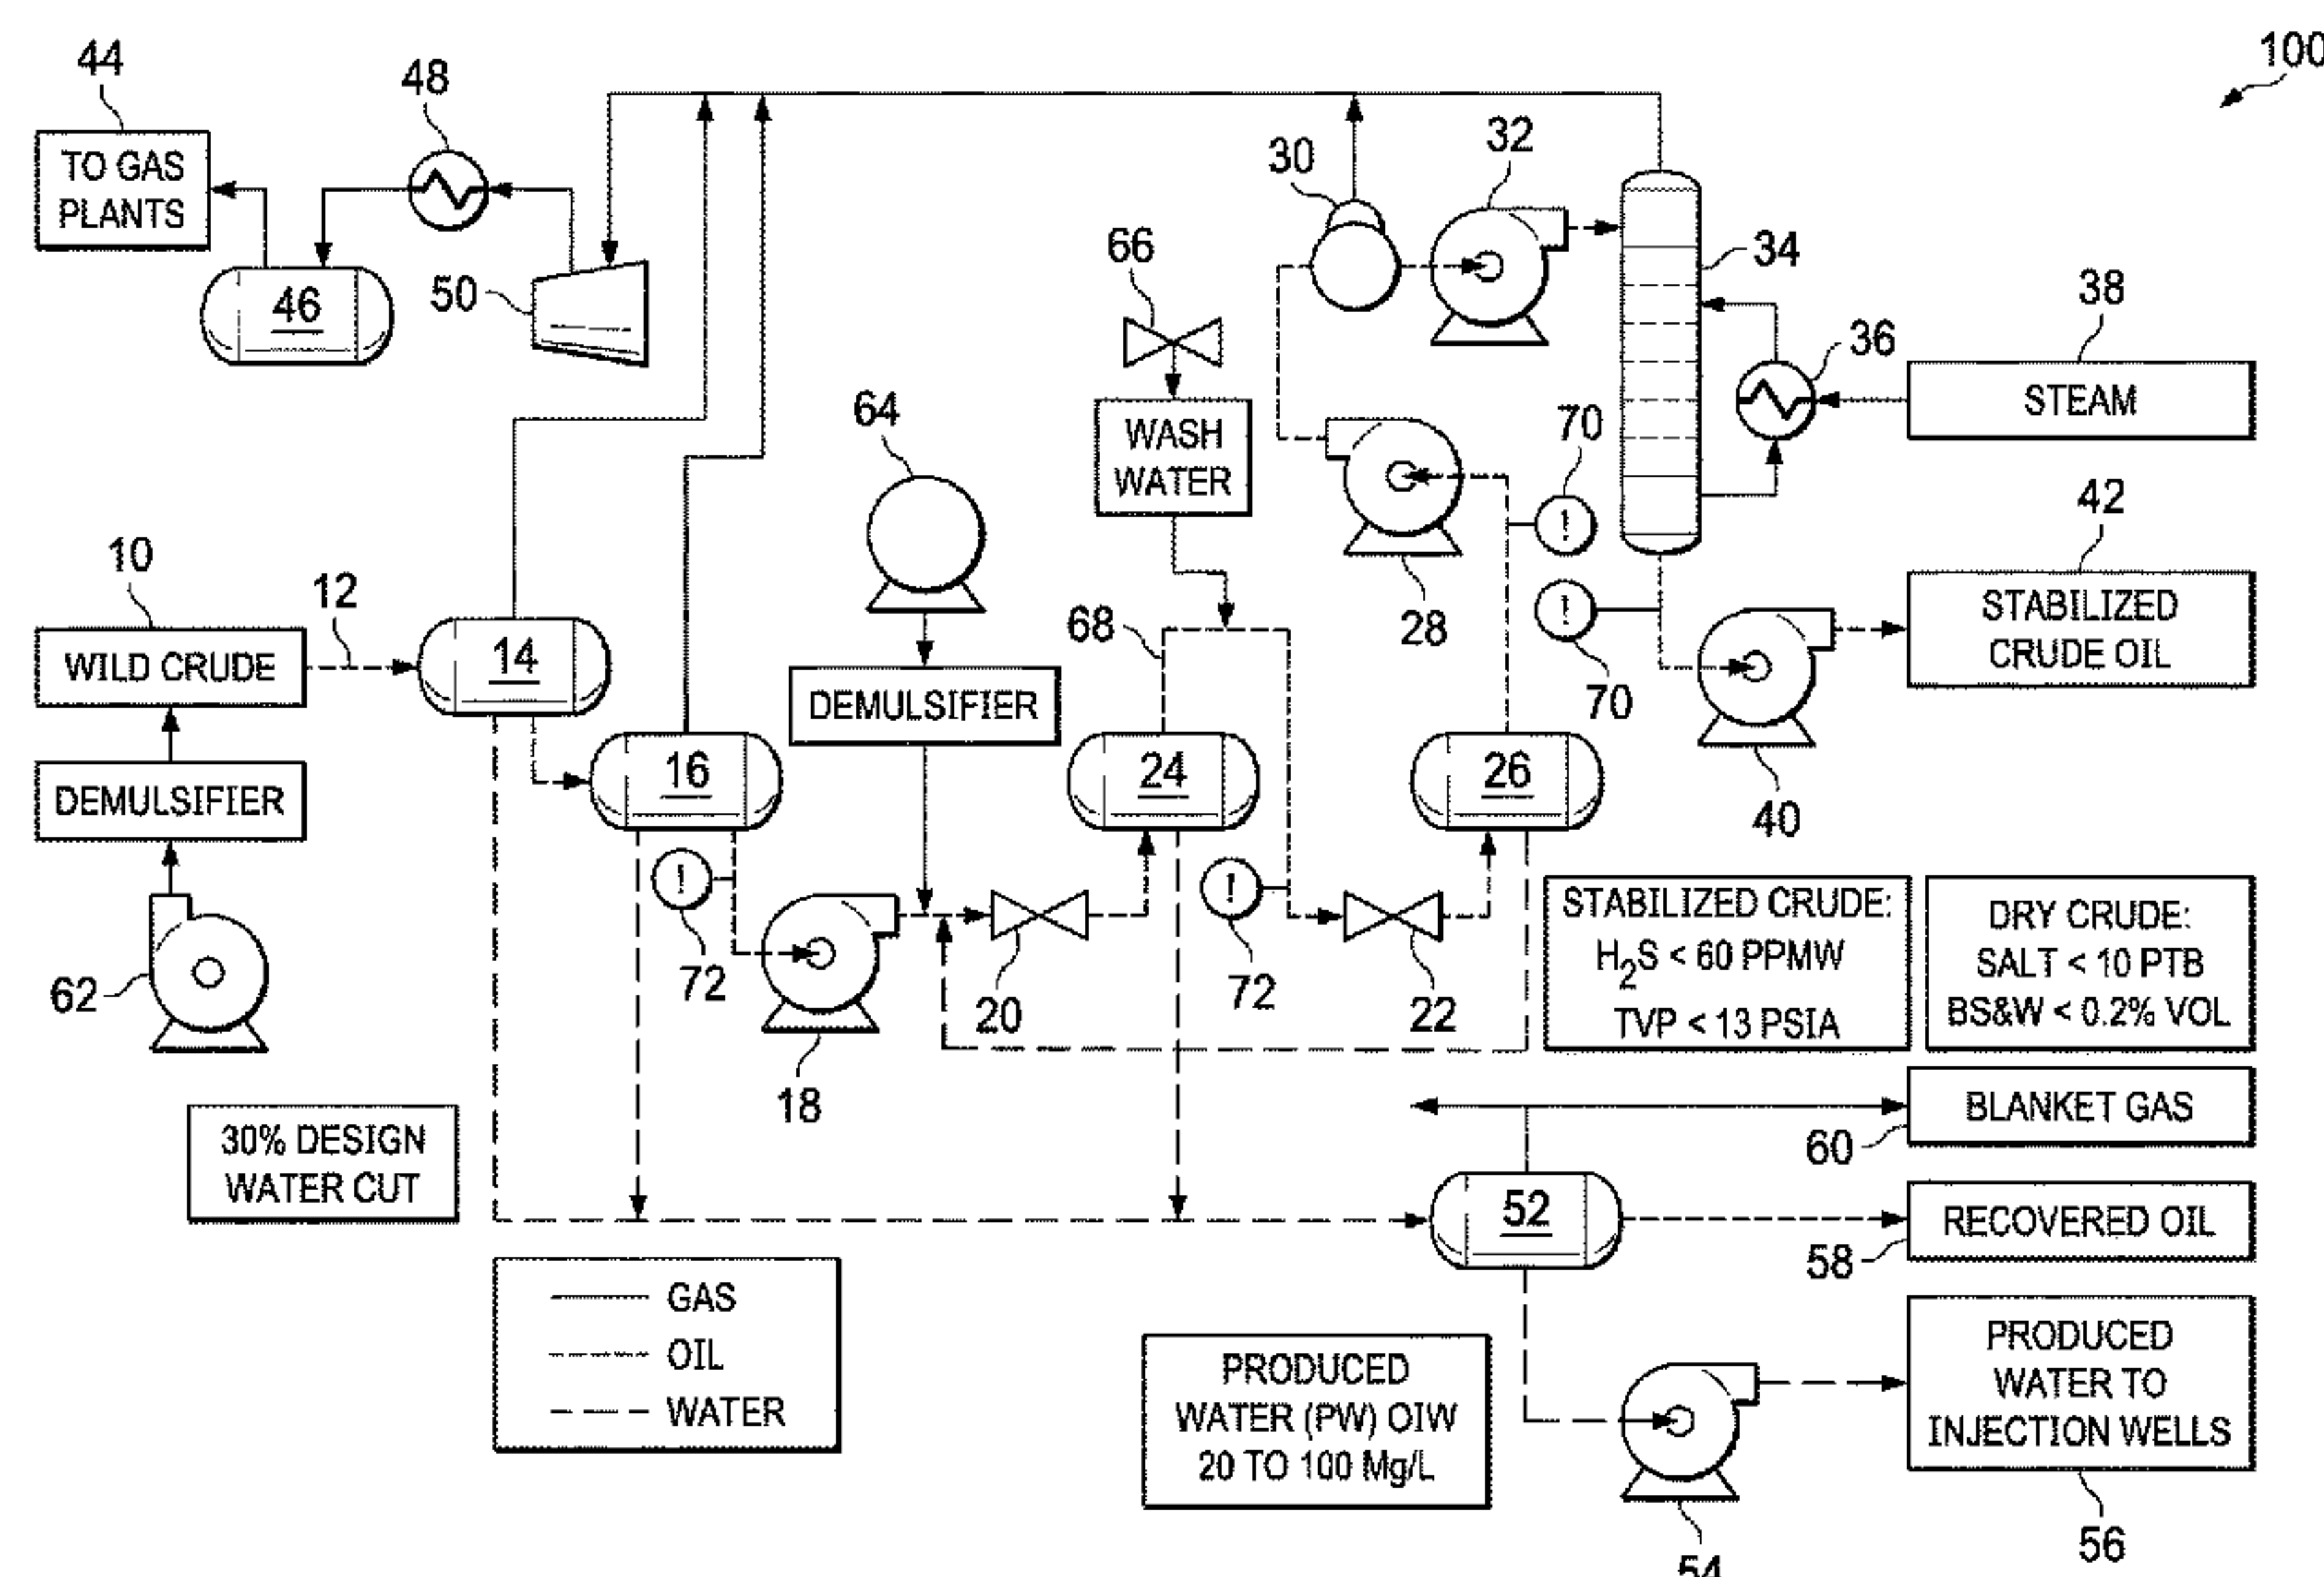 100
44
48
TO GAS
PLANTS
46
50
30
32
66
34
38
STEAM
36
64
WASH
WATER
70
42
STABILIZED
CRUDE OIL
10
12
WILD CRUDE
14
68
28
70
DEMULSIFIER
DEMULSIFIER
16
24
26
40
62
72
18
20
72
22
STABILIZED CRUDE:
H₂S < 60 PPMW
TVP < 13 PSIA
DRY CRUDE:
SALT < 10 PTB
BS&W < 0.2% VOL
30% DESIGN
WATER CUT
BLANKET GAS
60
52
RECOVERED OIL
58
GAS
OIL
WATER
PRODUCED
WATER (PW) OIW
20 TO 100 Mg/L
PRODUCED
WATER TO
INJECTION WELLS
54
56
!
!
!
!